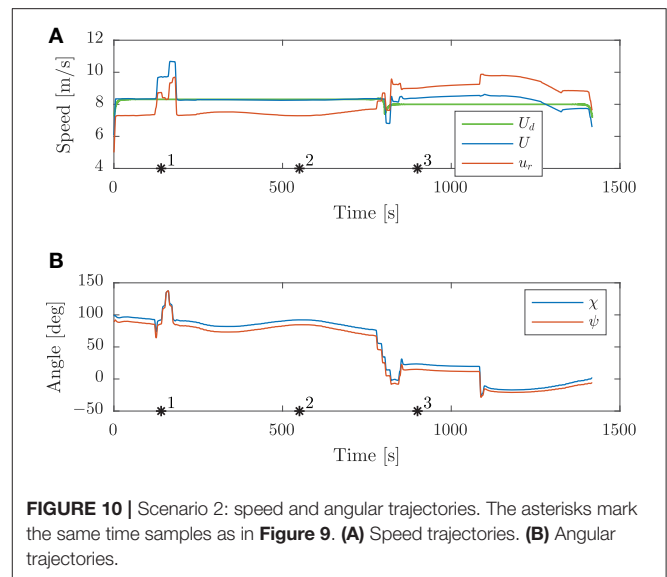 A
Speed [m/s]
12
10
8
6
4
U_d
U
u_r
1
2
3
0
500
1000
1500
Time [s]
B
Angle [deg]
150
100
50
0
−50
χ
ψ
1
2
3
0
500
1000
1500
Time [s]
FIGURE 10 | Scenario 2: speed and angular trajectories. The asterisks mark
the same time samples as in Figure 9. (A) Speed trajectories. (B) Angular
trajectories.